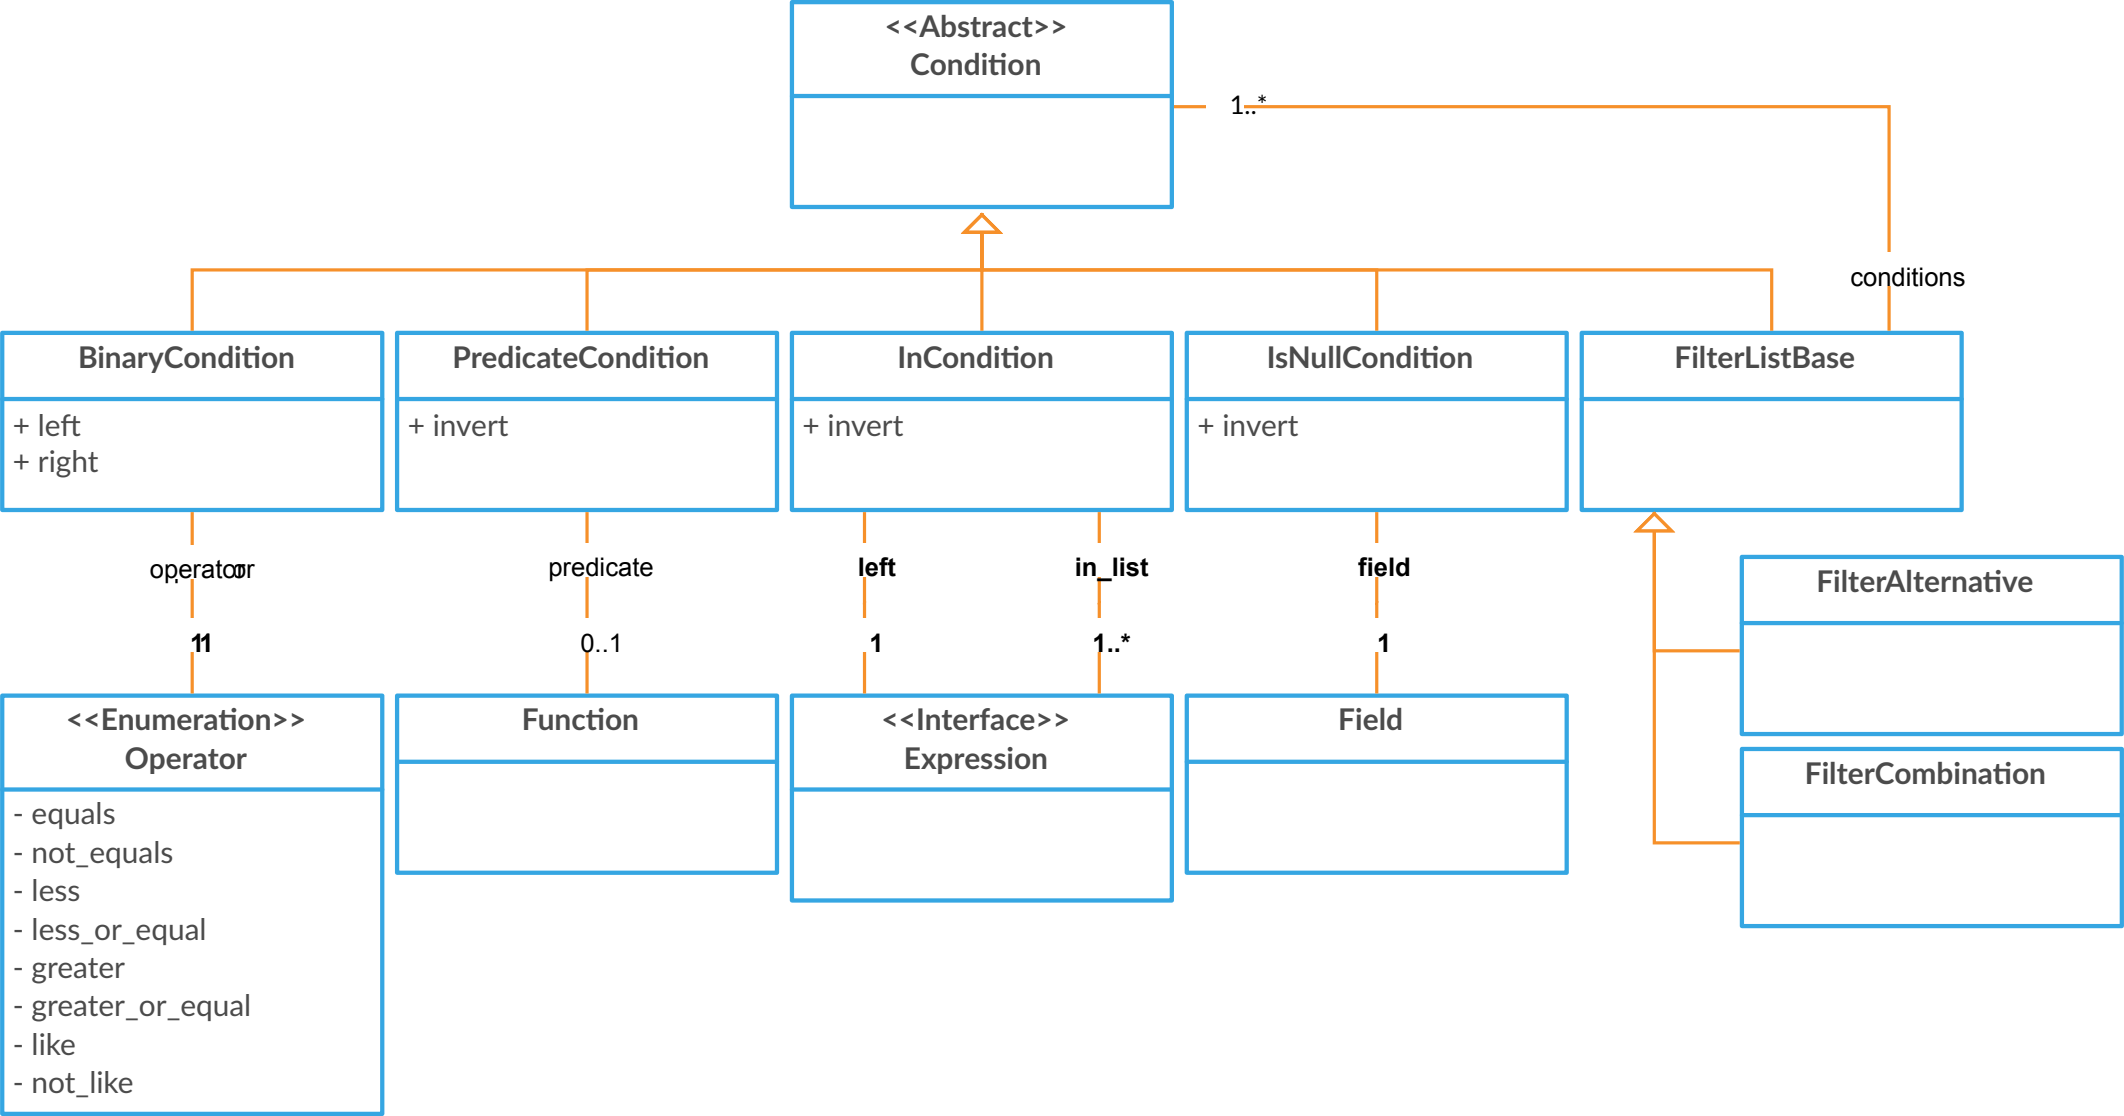 <<Abstract>>
Condition
1..*
conditions
BinaryCondition
+ left
+ right
PredicateCondition
+ invert
InCondition
+ invert
IsNullCondition
+ invert
FilterListBase
operator
predicate
left
in_list
field
11
0..1
1
1..*
1
<<Enumeration>>
Operator
- equals
- not_equals
- less
- less_or_equal
- greater
- greater_or_equal
- like
- not_like
Function
<<Interface>>
Expression
Field
FilterAlternative
FilterCombination